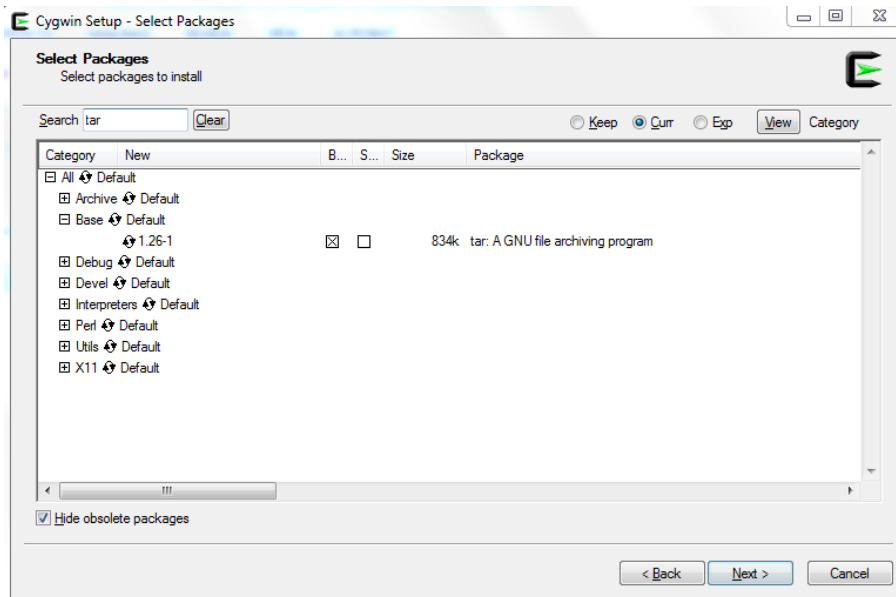 Cygwin Setup - Select Packages
Select Packages
Select packages to install
Search tar Clear Keep Curr Exp View Category
Category New B... S... Size Package
All Default
Archive Default
Base Default
1.26-1 834k tar: A GNU file archiving program
Debug Default
Devel Default
Interpreters Default
Perl Default
Utils Default
X11 Default
Hide obsolete packages
< Back Next > Cancel